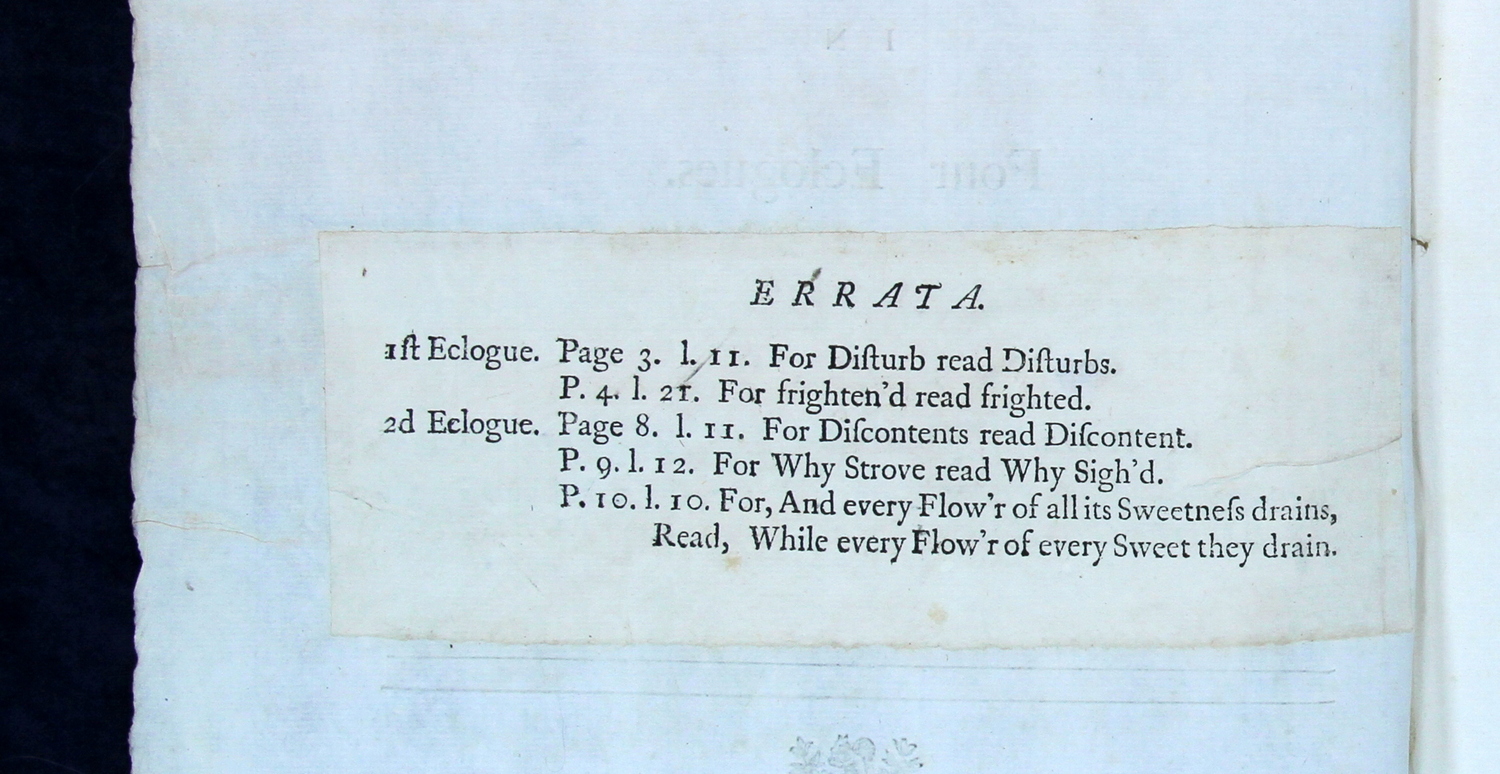 I N
Four Eclogues.
ERRATA.
1ſt Eclogue. Page 3. l. 11. For Diſturb read Diſturbs.
P. 4. l. 21. For frighten'd read frighted.
2d Eclogue. Page 8. l. 11. For Diſcontents read Diſcontent.
P. 9. l. 12. For Why Strove read Why Sigh'd.
P. 10. l. 10. For, And every Flow'r of all its Sweetneſs drains,
Read, While every Flow'r of every Sweet they drain.